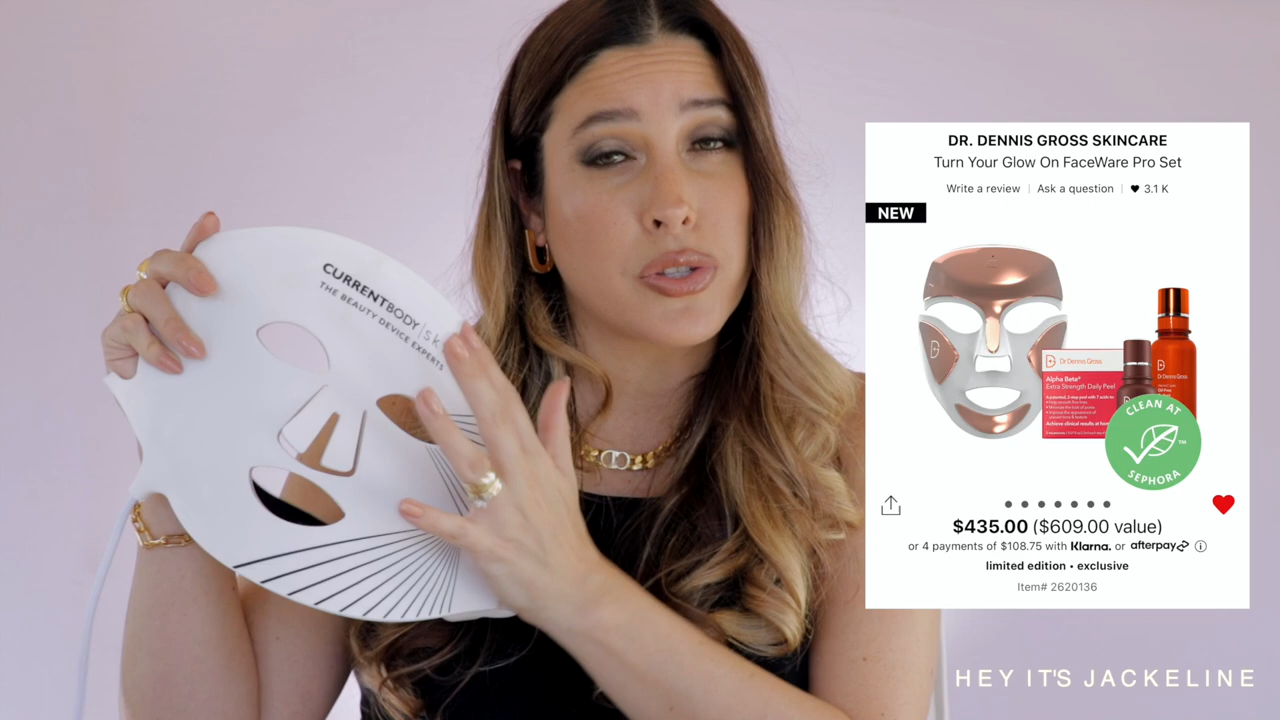 CURRENTBODY | sk
THE BEAUTY DEVICE EXPERTS
DR. DENNIS GROSS SKINCARE
Turn Your Glow On FaceWare Pro Set
Write a review | Ask a question | ♥ 3.1 K
NEW
Dr Dennis Gross
Alpha Beta®
Extra Strength Daily Peel
CLEAN AT
SEPHORA
$435.00 ($609.00 value)
or 4 payments of $108.75 with Klarna. or afterpay
limited edition • exclusive
Item# 2620136
HEY IT'S JACKELINE